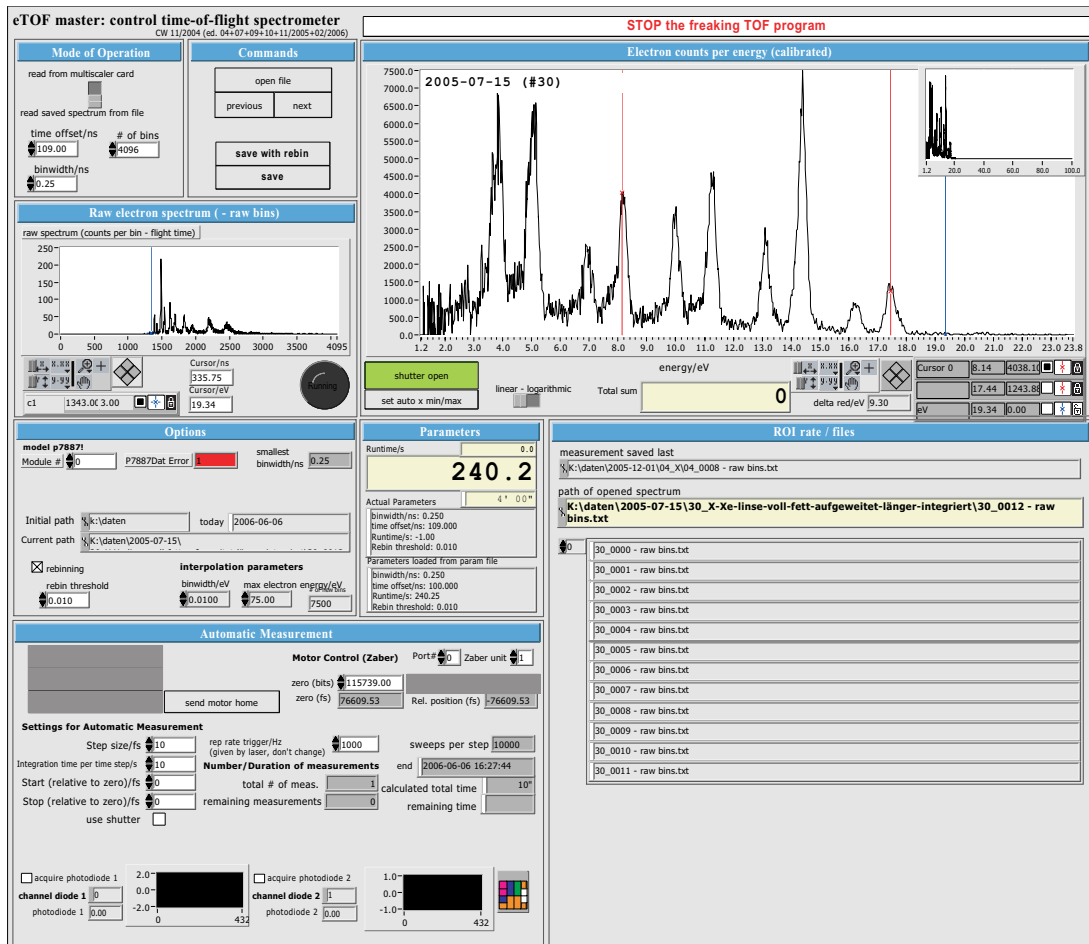 eTOF master: control time-of-flight spectrometer
CW 11/2004 (ed. 04+07+09+10+11/2005+02/2006)
STOP the freaking TOF program
Mode of Operation
read from multiscaler card
read saved spectrum from file
time offset/ns # of bins
109.00 4096
binwidth/ns
0.25
Commands
open file
previous next
save with rebin
save
Electron counts per energy (calibrated)
2005-07-15 (#30)
7500.0
7000.0
6500.0
6000.0
5500.0
5000.0
4500.0
4000.0
3500.0
3000.0
2500.0
2000.0
1500.0
1000.0
500.0
0.0
1.2 2.0 3.0 4.0 5.0 6.0 7.0 8.0 9.0 10.0 11.0 12.0 13.0 14.0 15.0 16.0 17.0 18.0 19.0 20.0 21.0 22.0 23.0 23.8
1.2 20.0 40.0 60.0 80.0 100.0
energy/eV
shutter open
set auto x min/max
linear - logarithmic
Total sum 0
delta red/eV 9.30
Cursor 0 8.14 4038.10
17.44 1243.88
eV 19.34 0.00
Raw electron spectrum ( - raw bins)
raw spectrum (counts per bin - flight time)
250
200
150
100
50
0
0 500 1000 1500 2000 2500 3000 3500 4095
Cursor/ns
335.75
Cursor/eV
19.34
Running
c1 1343.00 3.00
Options
model p7887!
Module # 0 P7887Dat Error 1
smallest
binwidth/ns 0.25
Initial path k:\daten today 2006-06-06
Current path K:\daten\2005-07-15\
rebinning
rebin threshold
0.010
interpolation parameters
binwidth/eV max electron energy/eV
# of new bins
0.0100 75.00 7500
Parameters
Runtime/s 0.0
240.2
Actual Parameters 4' 00"
binwidth/ns: 0.250
time offset/ns: 109.000
Runtime/s: -1.00
Rebin threshold: 0.010
Parameters loaded from param file
binwidth/ns: 0.250
time offset/ns: 100.000
Runtime/s: 240.25
Rebin threshold: 0.010
ROI rate / files
measurement saved last
K:\daten\2005-12-01\04_X\04_0008 - raw bins.txt
path of opened spectrum
K:\daten\2005-07-15\30_X-Xe-linse-voll-fett-aufgeweitet-länger-integriert\30_0012 - raw
bins.txt
0
30_0000 - raw bins.txt
30_0001 - raw bins.txt
30_0002 - raw bins.txt
30_0003 - raw bins.txt
30_0004 - raw bins.txt
30_0005 - raw bins.txt
30_0006 - raw bins.txt
30_0007 - raw bins.txt
30_0008 - raw bins.txt
30_0009 - raw bins.txt
30_0010 - raw bins.txt
30_0011 - raw bins.txt
Automatic Measurement
send motor home
Motor Control (Zaber) Port# 0 Zaber unit 1
zero (bits) 115739.00
zero (fs) 76609.53 Rel. position (fs) -76609.53
Settings for Automatic Measurement
Step size/fs 10
Integration time per time step/s 10
Start (relative to zero)/fs 0
Stop (relative to zero)/fs 0
use shutter
rep rate trigger/Hz 1000
(given by laser, don't change)
Number/Duration of measurements
total # of meas. 1
remaining measurements 0
sweeps per step 10000
end 2006-06-06 16:27:44
calculated total time 10"
remaining time
acquire photodiode 1
channel diode 1 0
photodiode 1 0.00
2.0
0.0
-2.0
0 432
acquire photodiode 2
channel diode 2 1
photodiode 2 0.00
1.0
0.0
-1.0
0 432